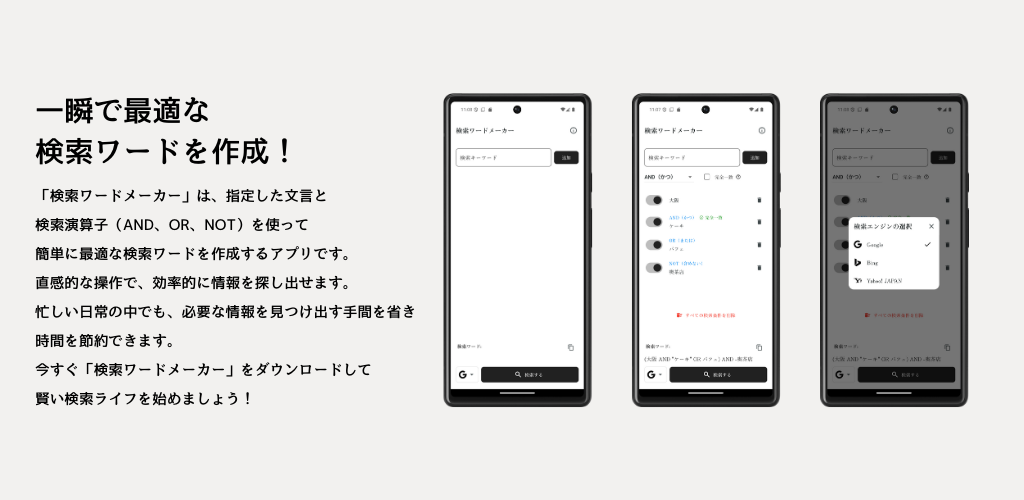 一瞬で最適な
検索ワードを作成！
「検索ワードメーカー」は、指定した文言と
検索演算子（AND、OR、NOT）を使って
簡単に最適な検索ワードを作成するアプリです。
直感的な操作で、効率的に情報を探し出せます。
忙しい日常の中でも、必要な情報を見つけ出す手間を省き
時間を節約できます。
今すぐ「検索ワードメーカー」をダウンロードして
賢い検索ライフを始めましょう！
検索ワードメーカー
検索キーワード
追加
検索ワード:
検索する
検索ワードメーカー
検索キーワード
追加
AND（かつ）
完全一致
大阪
AND（かつ） 完全一致
ケーキ
OR（または）
カフェ
NOT（含めない）
喫茶店
すべての検索条件を削除
検索ワード:
(大阪 AND "ケーキ" OR カフェ) AND -喫茶店
検索する
検索ワードメーカー
検索キーワード
追加
AND（かつ）
完全一致
大阪
検索エンジンの選択
Google
Bing
Yahoo! JAPAN
すべての検索条件を削除
検索ワード:
(大阪 AND "ケーキ" OR カフェ) AND -喫茶店
検索する